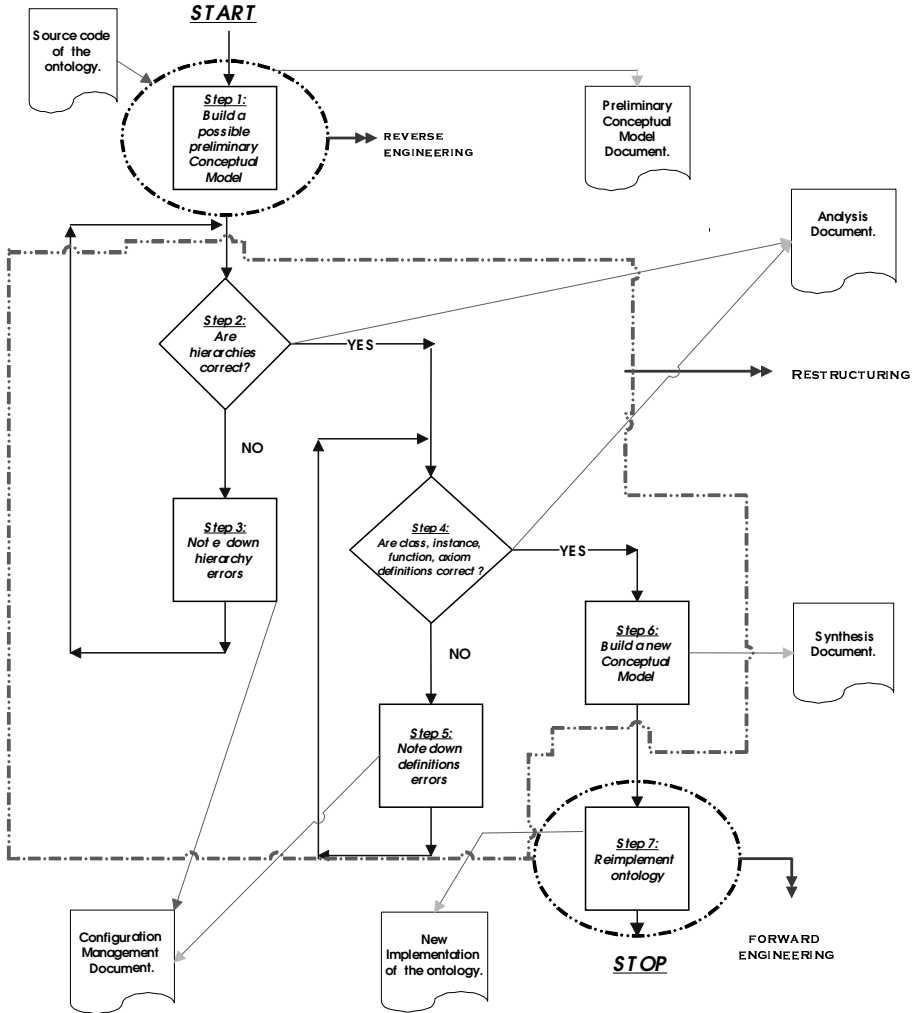 START
Source code
of the
ontology.
Step 1:
Build a
possible
preliminary
Conceptual
Model
REVERSE
ENGINEERING
Preliminary
Conceptual
Model
Document.
Analysis
Document.
Step 2:
Are
hierarchies
correct?
YES
RESTRUCTURING
NO
Step 3:
Note down
hierarchy
errors
Step 4:
Are class, instance,
function, axiom
definitions correct ?
YES
NO
Step 6:
Build a new
Conceptual
Model
Synthesis
Document.
Step 5:
Note down
definitions
errors
Step 7:
Reimplement
ontology
Configuration
Management
Document.
New
Implementation
of the ontology.
FORWARD
ENGINEERING
STOP